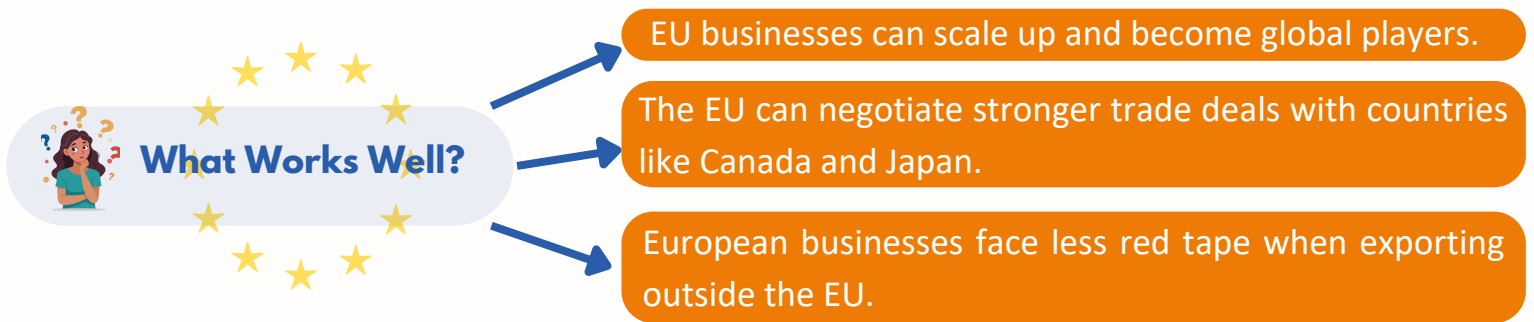 What Works Well?
EU businesses can scale up and become global players.
The EU can negotiate stronger trade deals with countries
like Canada and Japan.
European businesses face less red tape when exporting
outside the EU.